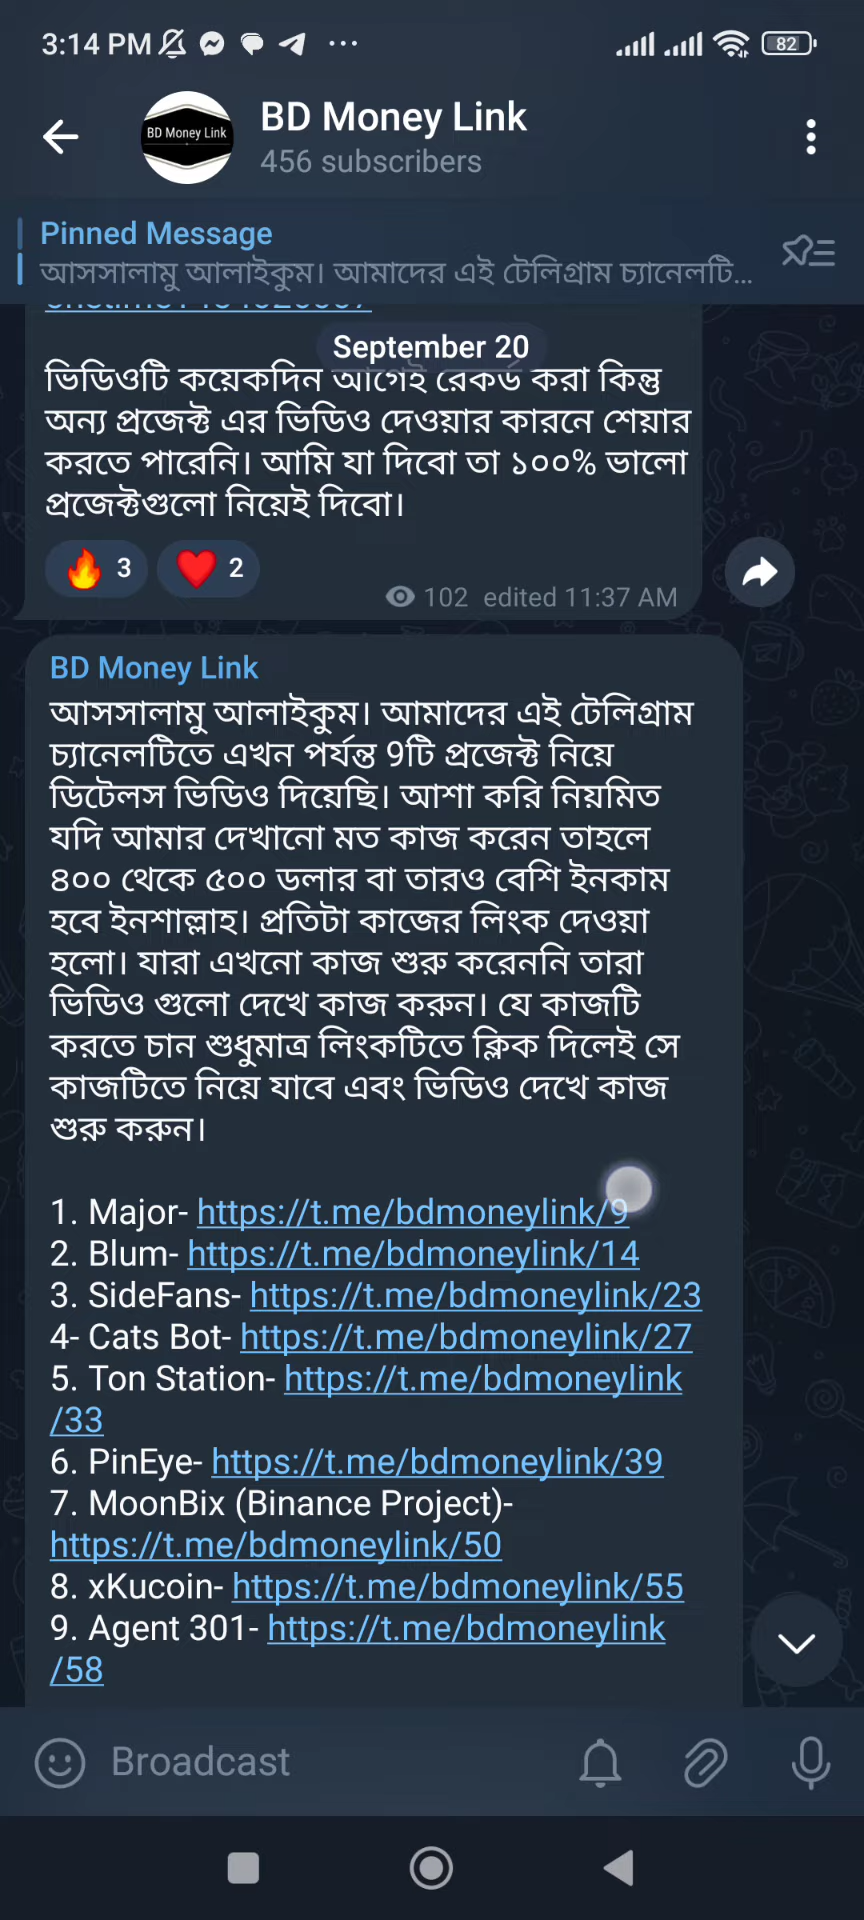 3:14 PM
82
BD Money Link
BD Money Link
456 subscribers
Pinned Message
আসসালামু আলাইকুম। আমাদের এই টেলিগ্রাম চ্যানেলটি...
September 20
ভিডিওটি কয়েকদিন আগেই রেকর্ড করা কিন্তু
অন্য প্রজেক্ট এর ভিডিও দেওয়ার কারনে শেয়ার
করতে পারেনি। আমি যা দিবো তা ১০০% ভালো
প্রজেক্টগুলো নিয়েই দিবো।
3 2
102 edited 11:37 AM
BD Money Link
আসসালামু আলাইকুম। আমাদের এই টেলিগ্রাম
চ্যানেলটিতে এখন পর্যন্ত 9টি প্রজেক্ট নিয়ে
ডিটেলস ভিডিও দিয়েছি। আশা করি নিয়মিত
যদি আমার দেখানো মত কাজ করেন তাহলে
৪০০ থেকে ৫০০ ডলার বা তারও বেশি ইনকাম
হবে ইনশাল্লাহ। প্রতিটা কাজের লিংক দেওয়া
হলো। যারা এখনো কাজ শুরু করেননি তারা
ভিডিও গুলো দেখে কাজ করুন। যে কাজটি
করতে চান শুধুমাত্র লিংকটিতে ক্লিক দিলেই সে
কাজটিতে নিয়ে যাবে এবং ভিডিও দেখে কাজ
শুরু করুন।
1. Major- https://t.me/bdmoneylink/9
2. Blum- https://t.me/bdmoneylink/14
3. SideFans- https://t.me/bdmoneylink/23
4- Cats Bot- https://t.me/bdmoneylink/27
5. Ton Station- https://t.me/bdmoneylink
/33
6. PinEye- https://t.me/bdmoneylink/39
7. MoonBix (Binance Project)-
https://t.me/bdmoneylink/50
8. xKucoin- https://t.me/bdmoneylink/55
9. Agent 301- https://t.me/bdmoneylink
/58
Broadcast